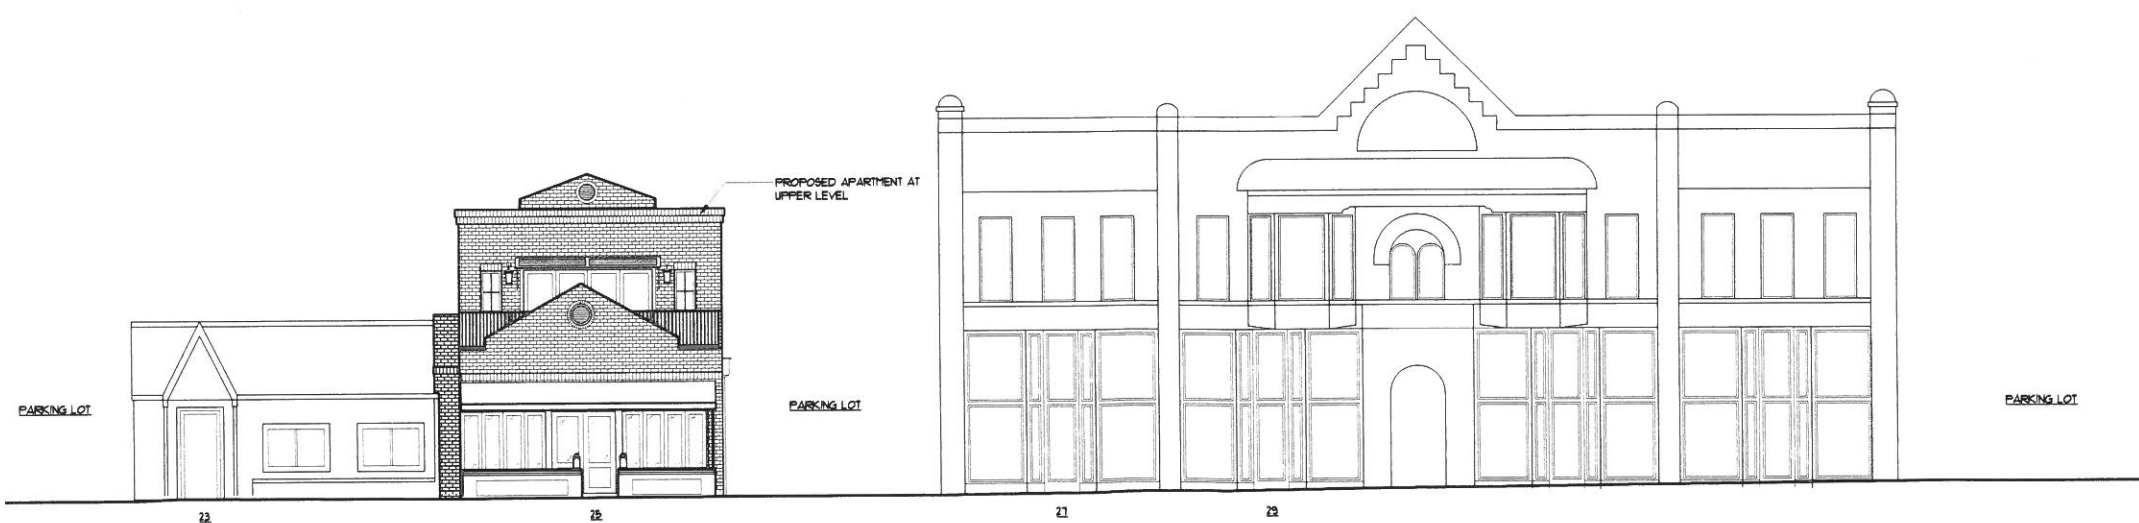 PROPOSED APARTMENT AT
UPPER LEVEL
PARKING LOT
PARKING LOT
PARKING LOT
23
25
27
29